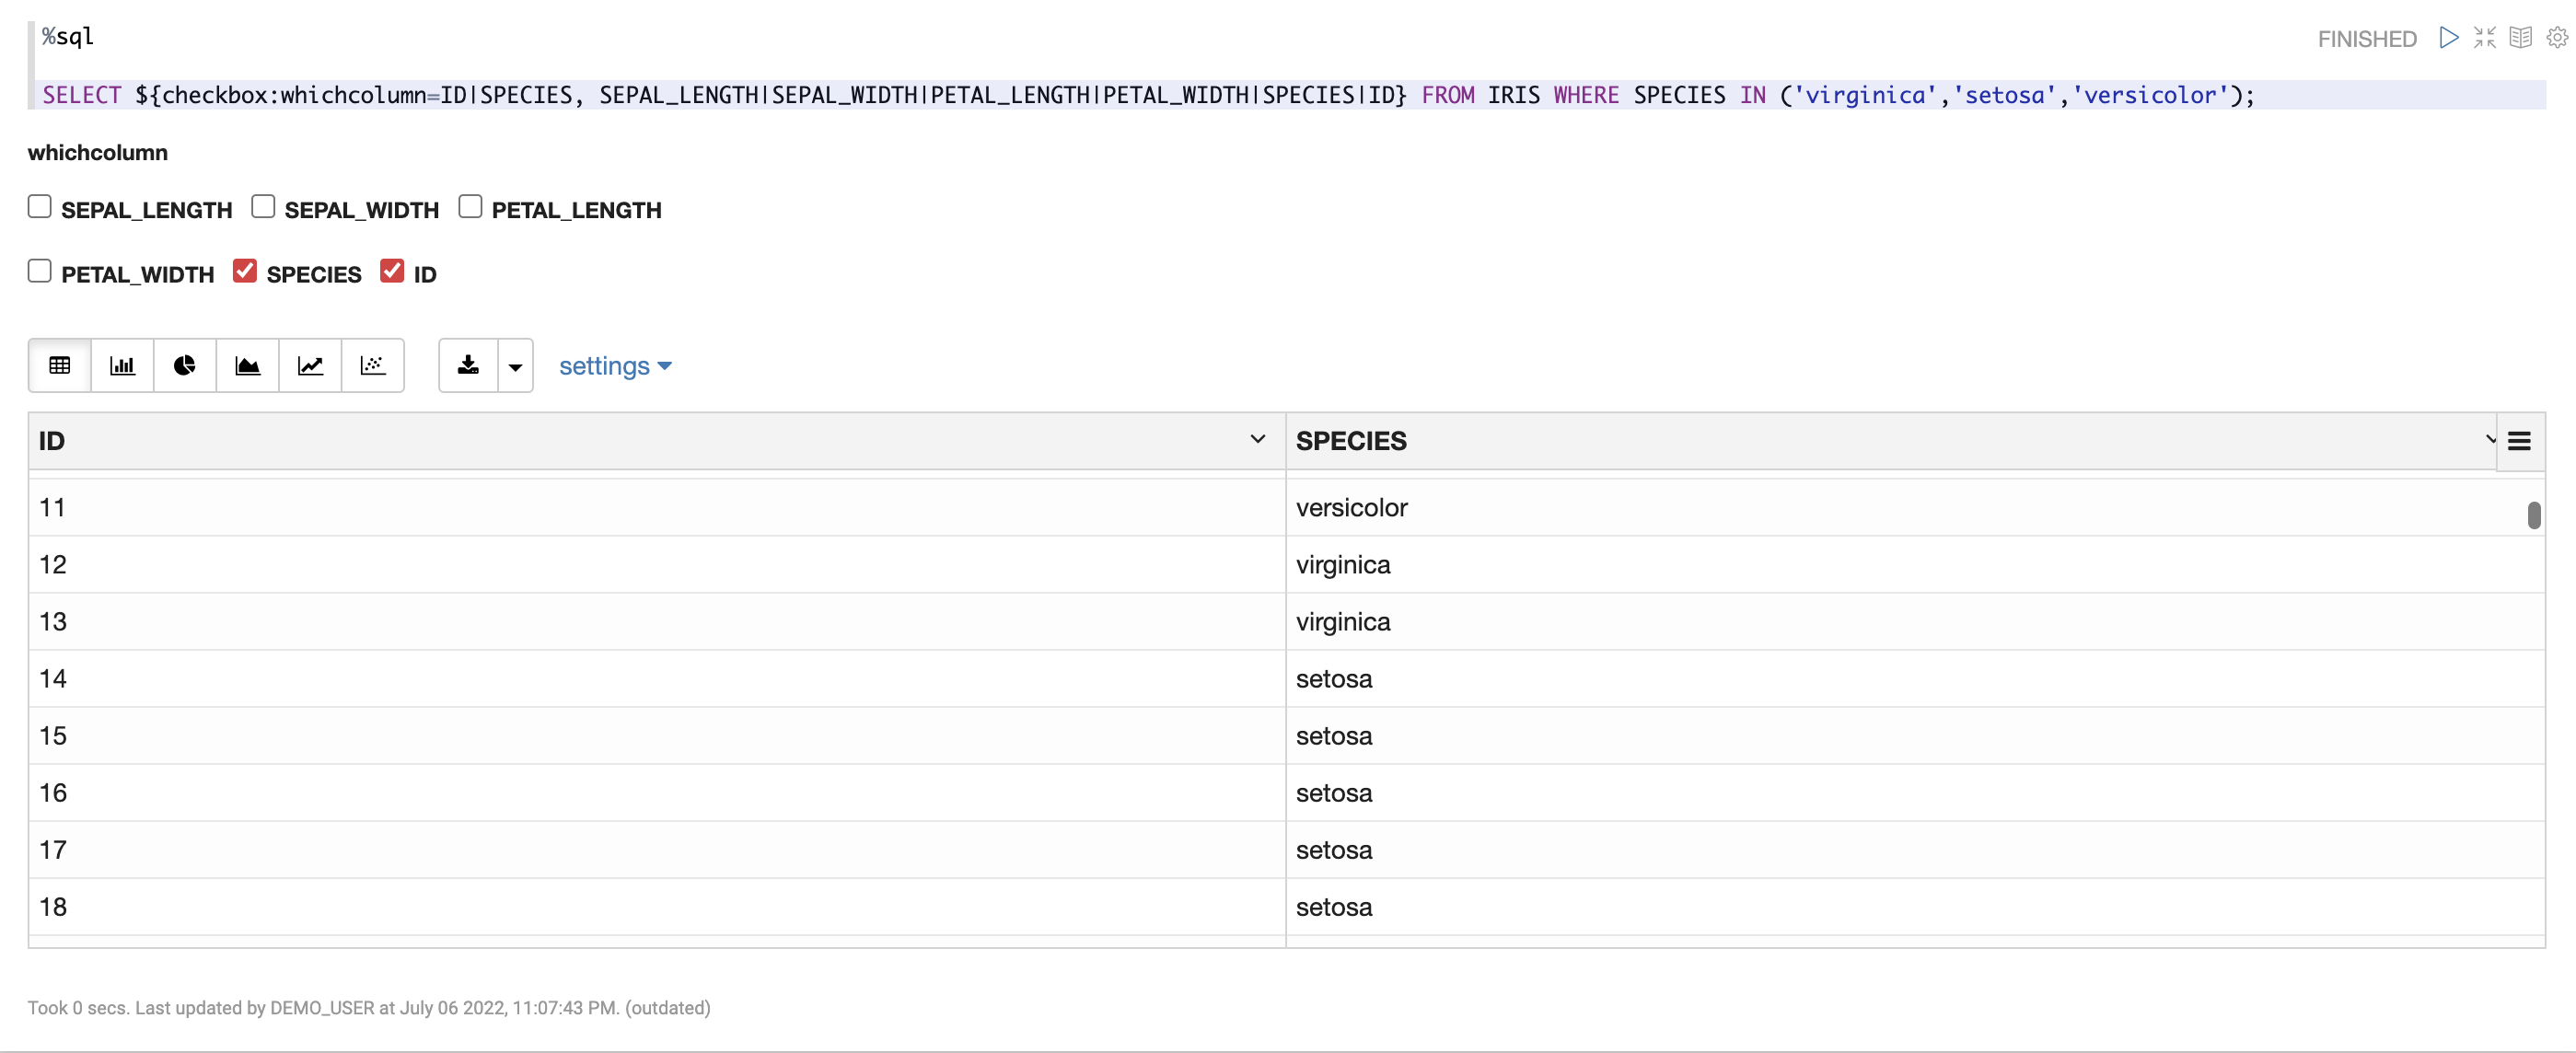 %sql
FINISHED
SELECT ${checkbox:whichcolumn=ID|SPECIES, SEPAL_LENGTH|SEPAL_WIDTH|PETAL_LENGTH|PETAL_WIDTH|SPECIES|ID} FROM IRIS WHERE SPECIES IN ('virginica','setosa','versicolor');
whichcolumn
SEPAL_LENGTH SEPAL_WIDTH PETAL_LENGTH
PETAL_WIDTH SPECIES ID
settings
ID SPECIES
11 versicolor
12 virginica
13 virginica
14 setosa
15 setosa
16 setosa
17 setosa
18 setosa
Took 0 secs. Last updated by DEMO_USER at July 06 2022, 11:07:43 PM. (outdated)